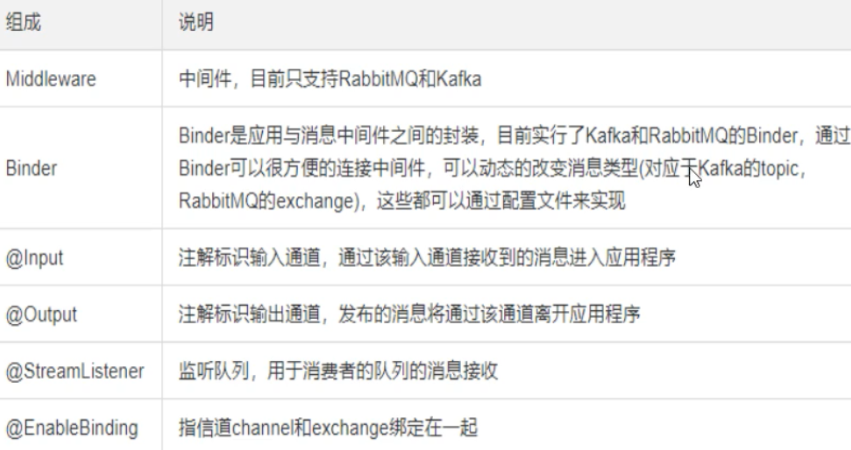 组成 说明
Middleware 中间件，目前只支持RabbitMQ和Kafka
Binder是应用与消息中间件之间的封装，目前实行了Kafka和RabbitMQ的Binder，通过
Binder Binder可以很方便的连接中间件，可以动态的改变消息类型(对应于Kafka的topic，
RabbitMQ的exchange)，这些都可以通过配置文件来实现
@Input 注解标识输入通道，通过该输入通道接收到的消息进入应用程序
@Output 注解标识输出通道，发布的消息将通过该通道离开应用程序
@StreamListener 监听队列，用于消费者的队列的消息接收
@EnableBinding 指信道channel和exchange绑定在一起